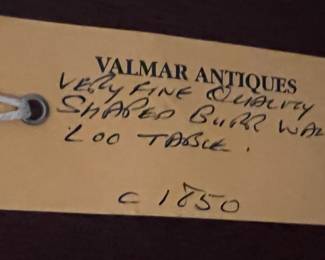 VALMAR ANTIQUES
VERY FINE QUALITY
SHAPED BURR WAL
LOO TABLE.
C 1850